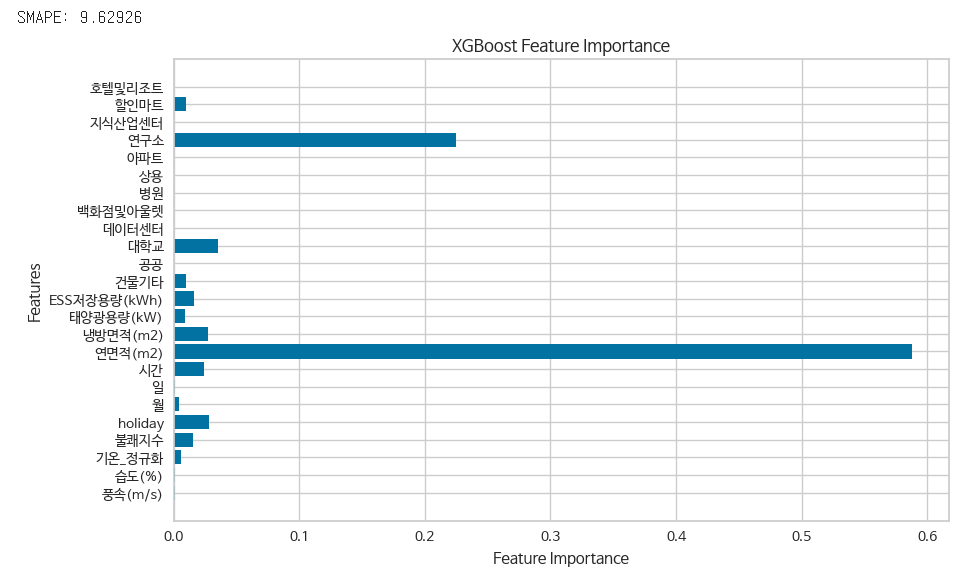 SMAPE: 9.62926
XGBoost Feature Importance
호텔및리조트
할인마트
지식산업센터
연구소
아파트
상용
병원
백화점및아울렛
데이터센터
대학교
공공
건물기타
ESS저장용량(kWh)
태양광용량(kW)
냉방면적(m2)
연면적(m2)
시간
일
월
holiday
불쾌지수
기온_정규화
습도(%)
풍속(m/s)
Features
0.0 0.1 0.2 0.3 0.4 0.5 0.6
Feature Importance